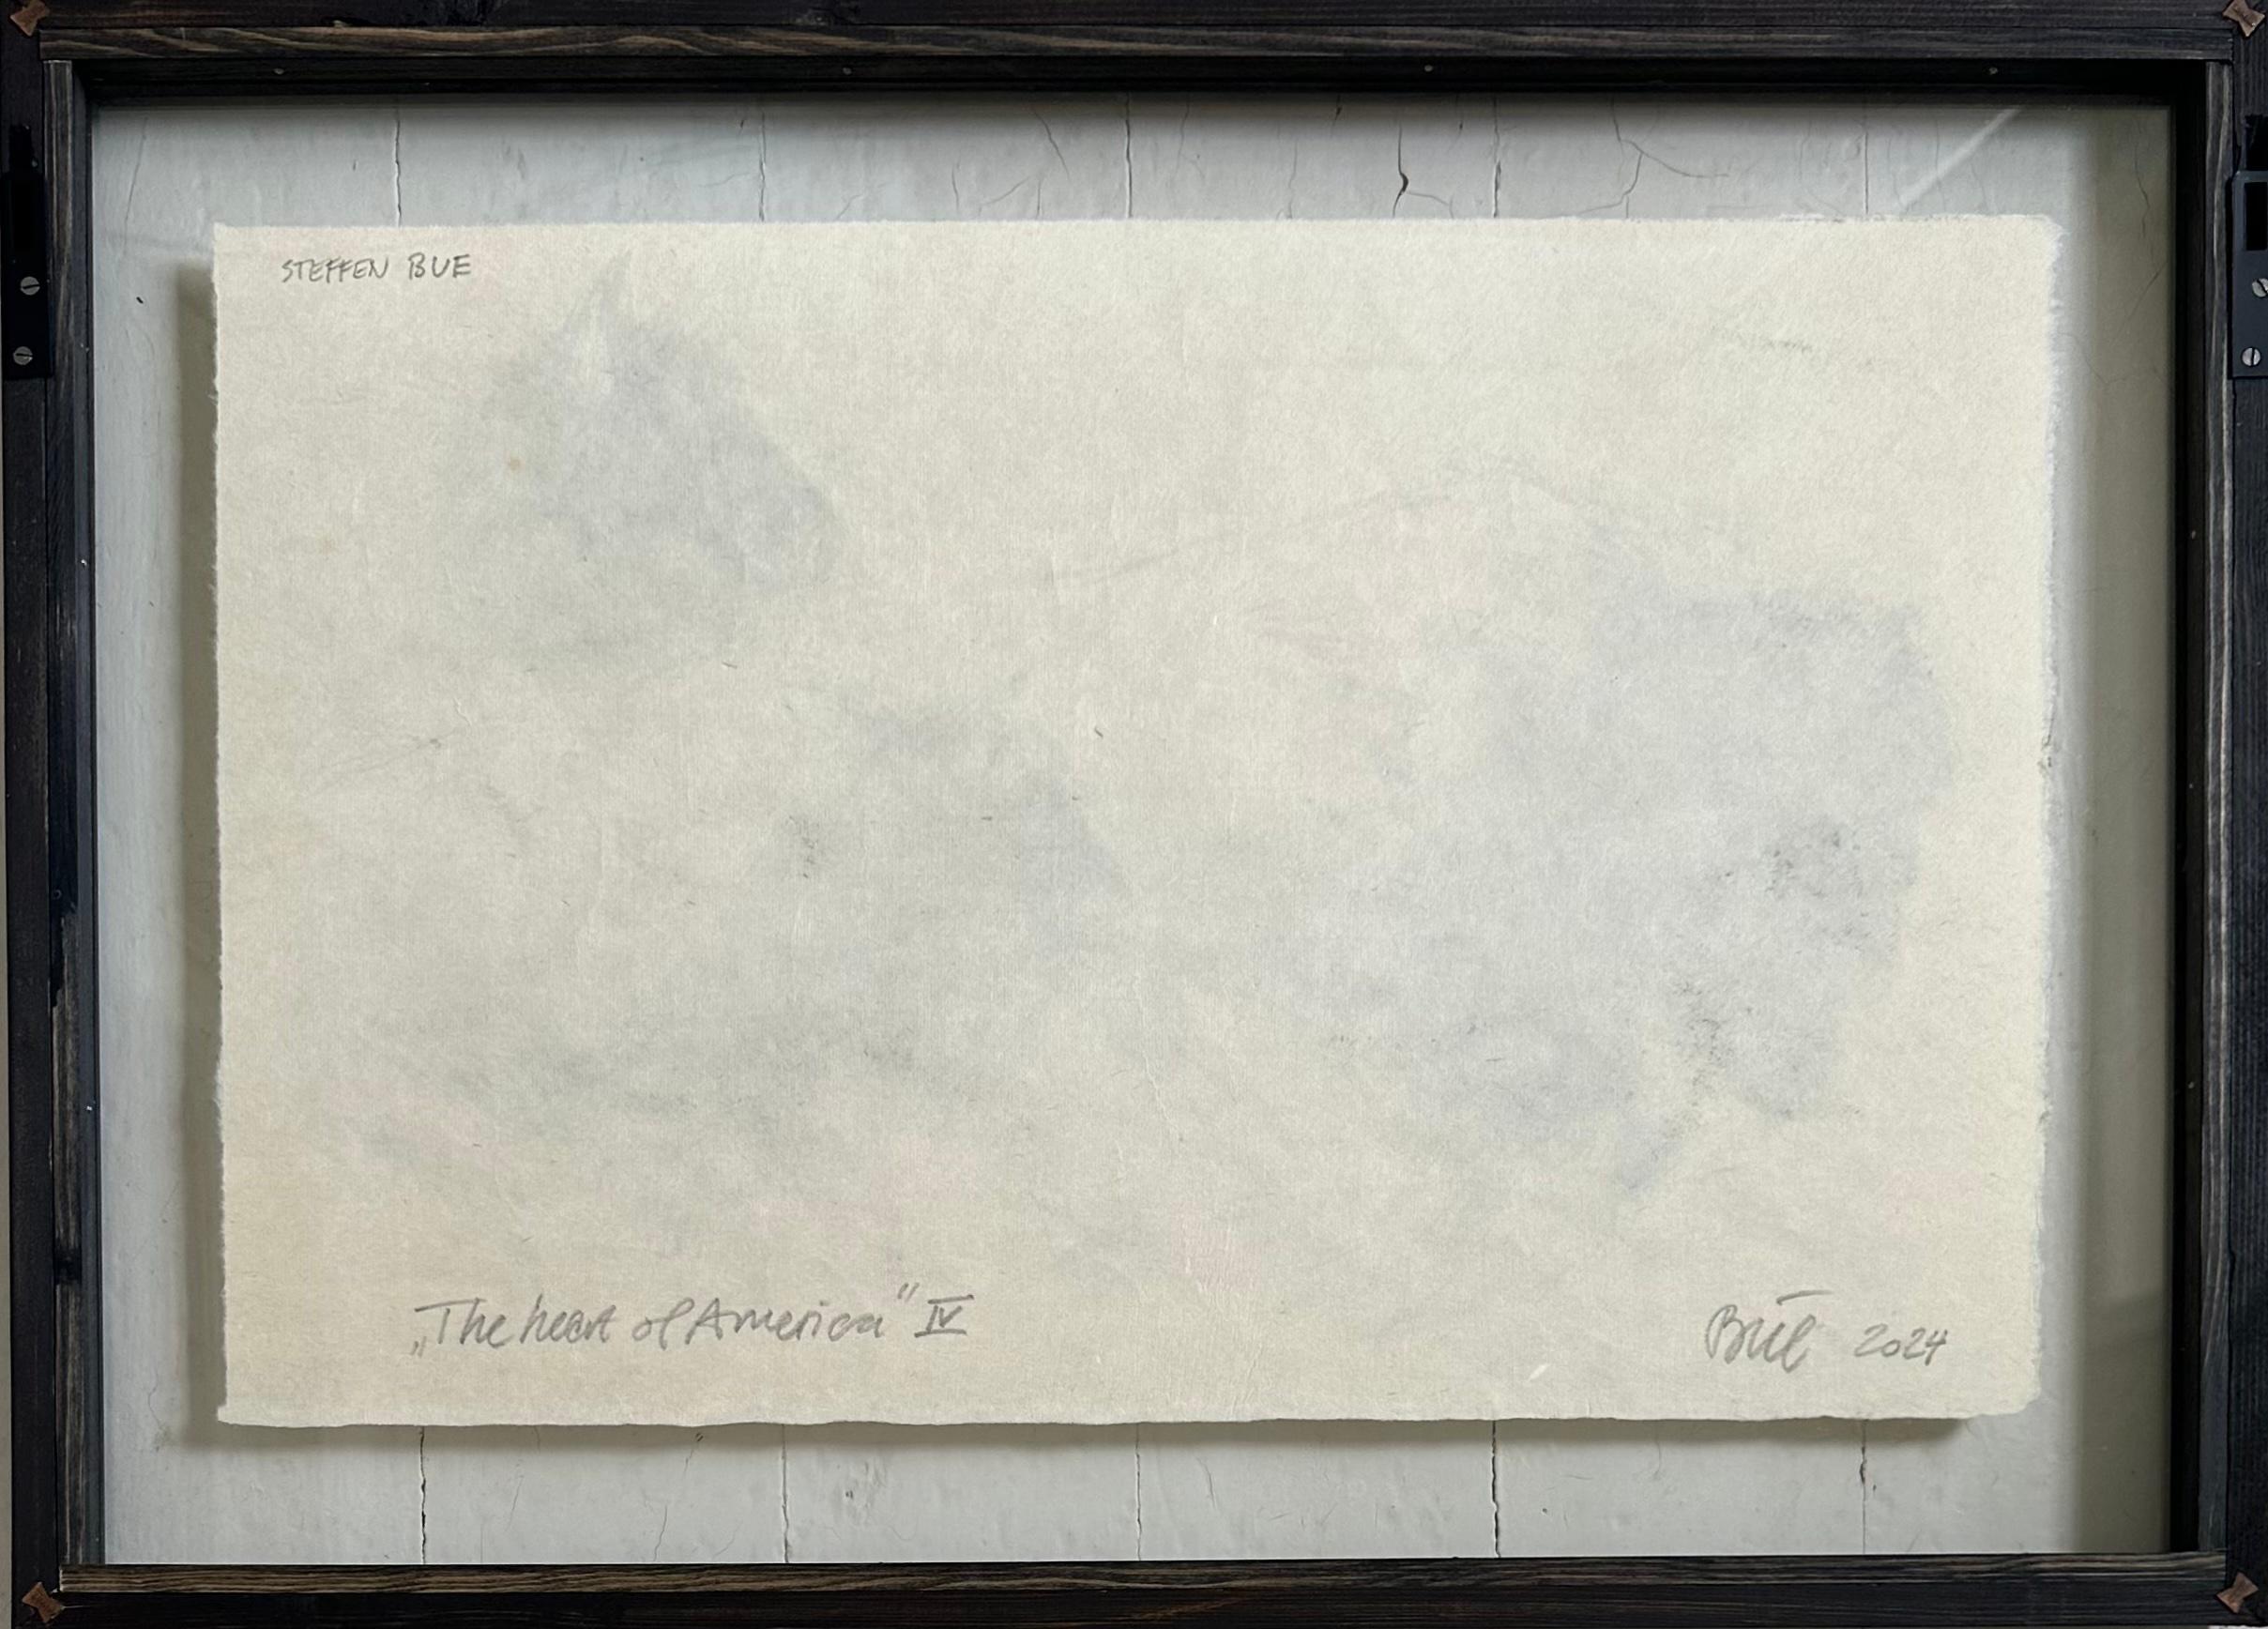 STEFFEN BUE
„The heart of America" IV
Bue 2024